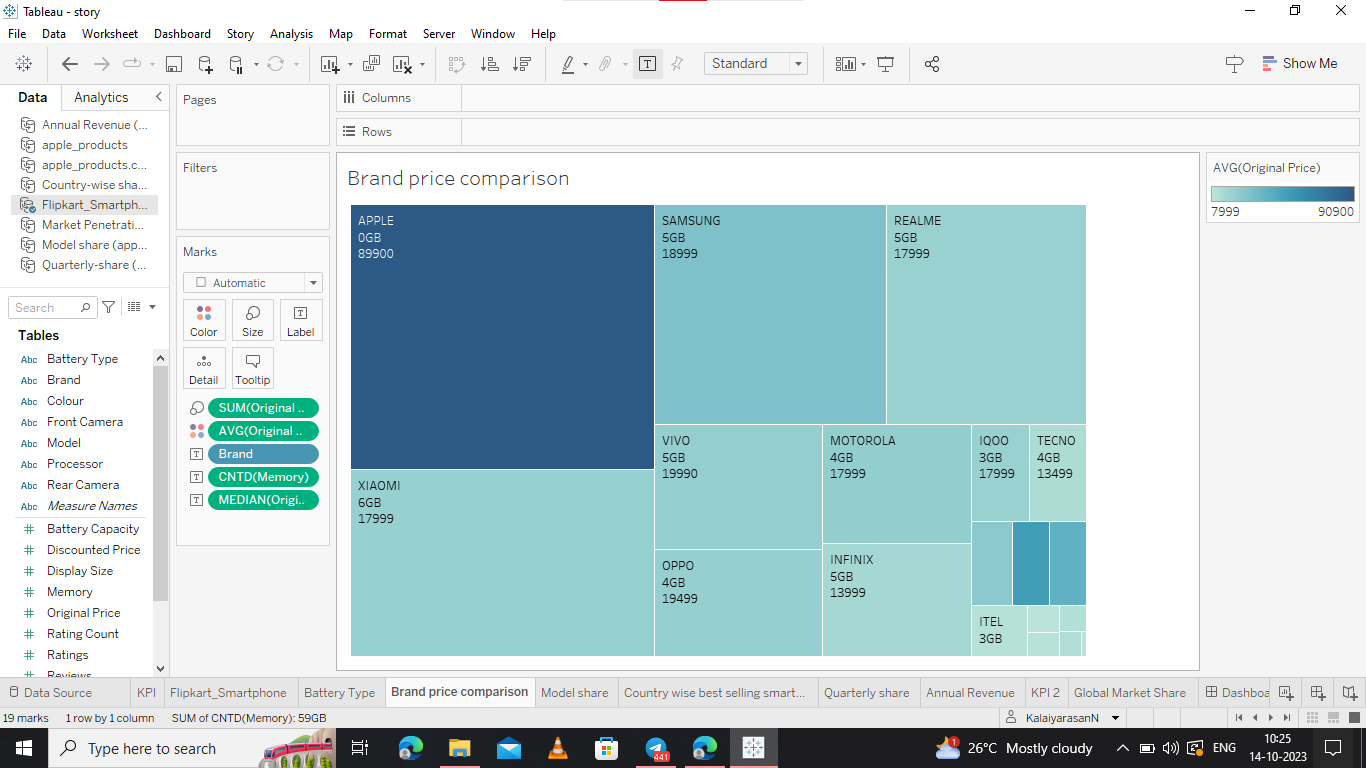 Tableau - story
File Data Worksheet Dashboard Story Analysis Map Format Server Window Help
Standard
Show Me
Data Analytics
Annual Revenue (...
apple_products
apple_products.c...
Country-wise sha...
Flipkart_Smartph...
Market Penetrati...
Model share (app...
Quarterly-share (...
Search
Tables
Abc Battery Type
Abc Brand
Abc Colour
Abc Front Camera
Abc Model
Abc Processor
Abc Rear Camera
Abc Measure Names
# Battery Capacity
# Discounted Price
# Display Size
# Memory
# Original Price
# Rating Count
# Ratings
# Reviews
Pages
Filters
Marks
Automatic
Color Size Label
Detail Tooltip
SUM(Original ..
AVG(Original ..
Brand
CNTD(Memory)
MEDIAN(Origi..
Columns
Rows
Brand price comparison
APPLE
0GB
89900
SAMSUNG
5GB
18999
REALME
5GB
17999
XIAOMI
6GB
17999
VIVO
5GB
19990
OPPO
4GB
19499
MOTOROLA
4GB
17999
INFINIX
5GB
13999
IQOO
3GB
17999
TECNO
4GB
13499
ITEL
3GB
AVG(Original Price)
7999 90900
Data Source KPI Flipkart_Smartphone Battery Type Brand price comparison Model share Country wise best selling smart... Quarterly share Annual Revenue KPI 2 Global Market Share Dashboa
19 marks 1 row by 1 column SUM of CNTD(Memory): 59GB KalaiyarasanN
Type here to search
441
1
26°C Mostly cloudy
ENG
10:25
14-10-2023